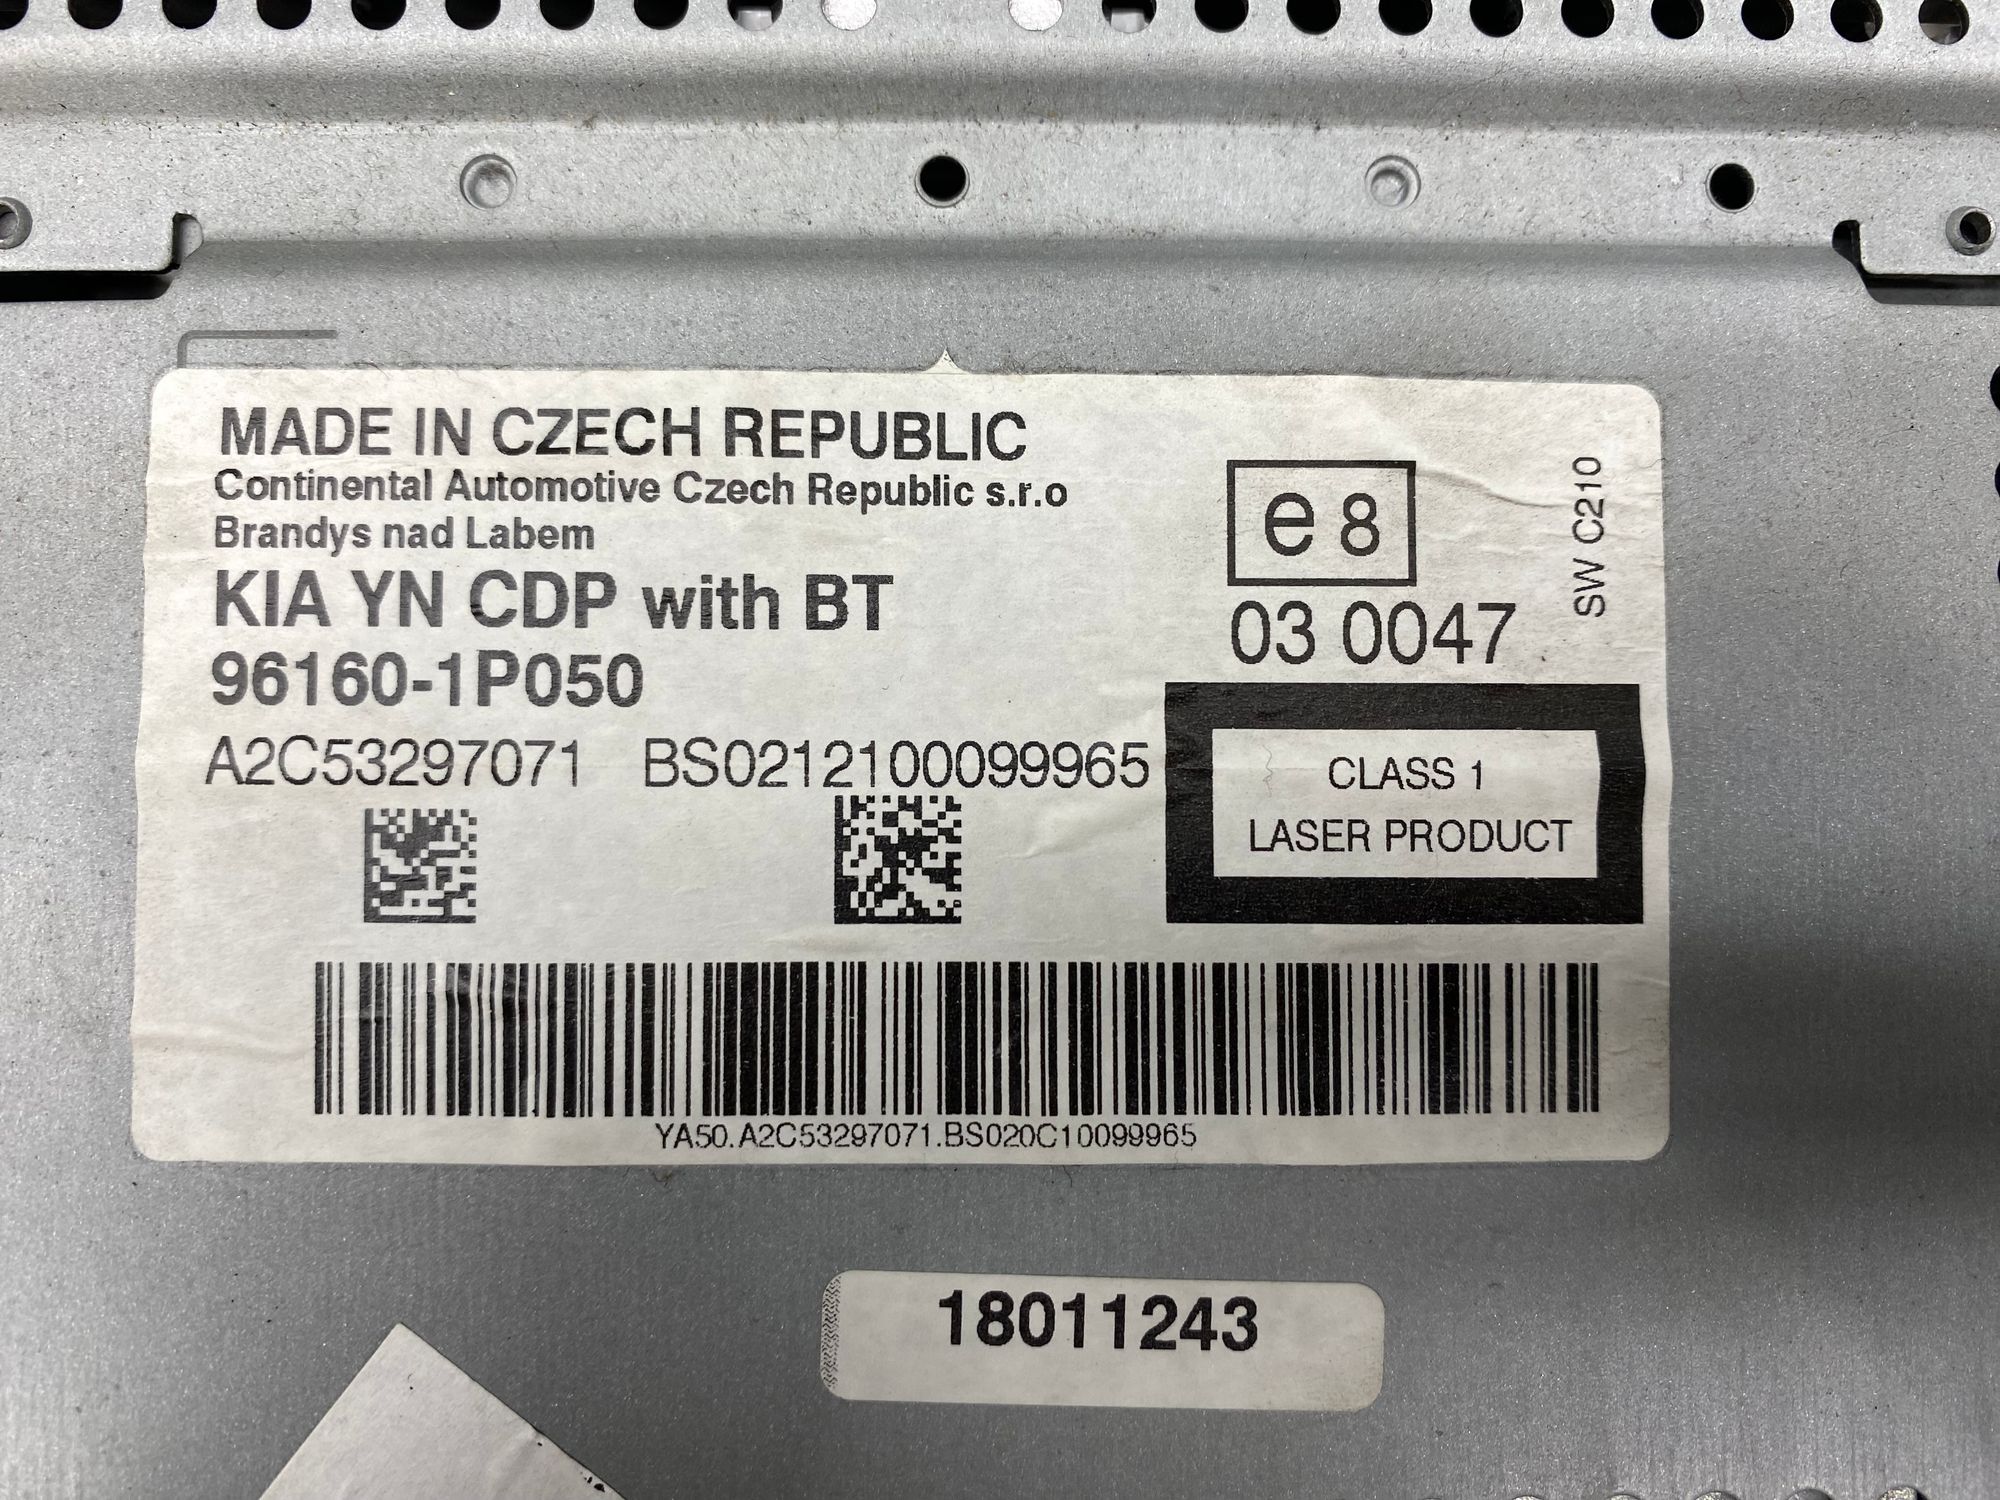 MADE IN CZECH REPUBLIC
Continental Automotive Czech Republic s.r.o
Brandys nad Labem
KIA YN CDP with BT
96160-1P050
A2C53297071 BS0212100099965
e8
03 0047
SW C210
CLASS 1
LASER PRODUCT
YA50.A2C53297071.BS020C10099965
18011243